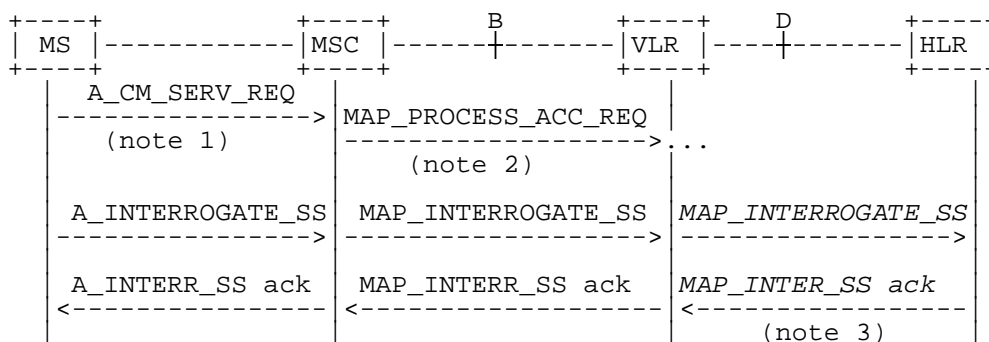 B D
MS MSC VLR HLR
A_CM_SERV_REQ
MAP_PROCESS_ACC_REQ
(note 1) ...
(note 2)
A_INTERROGATE_SS MAP_INTERROGATE_SS MAP_INTERROGATE_SS
A_INTERR_SS ack MAP_INTERR_SS ack MAP_INTER_SS ack
(note 3)